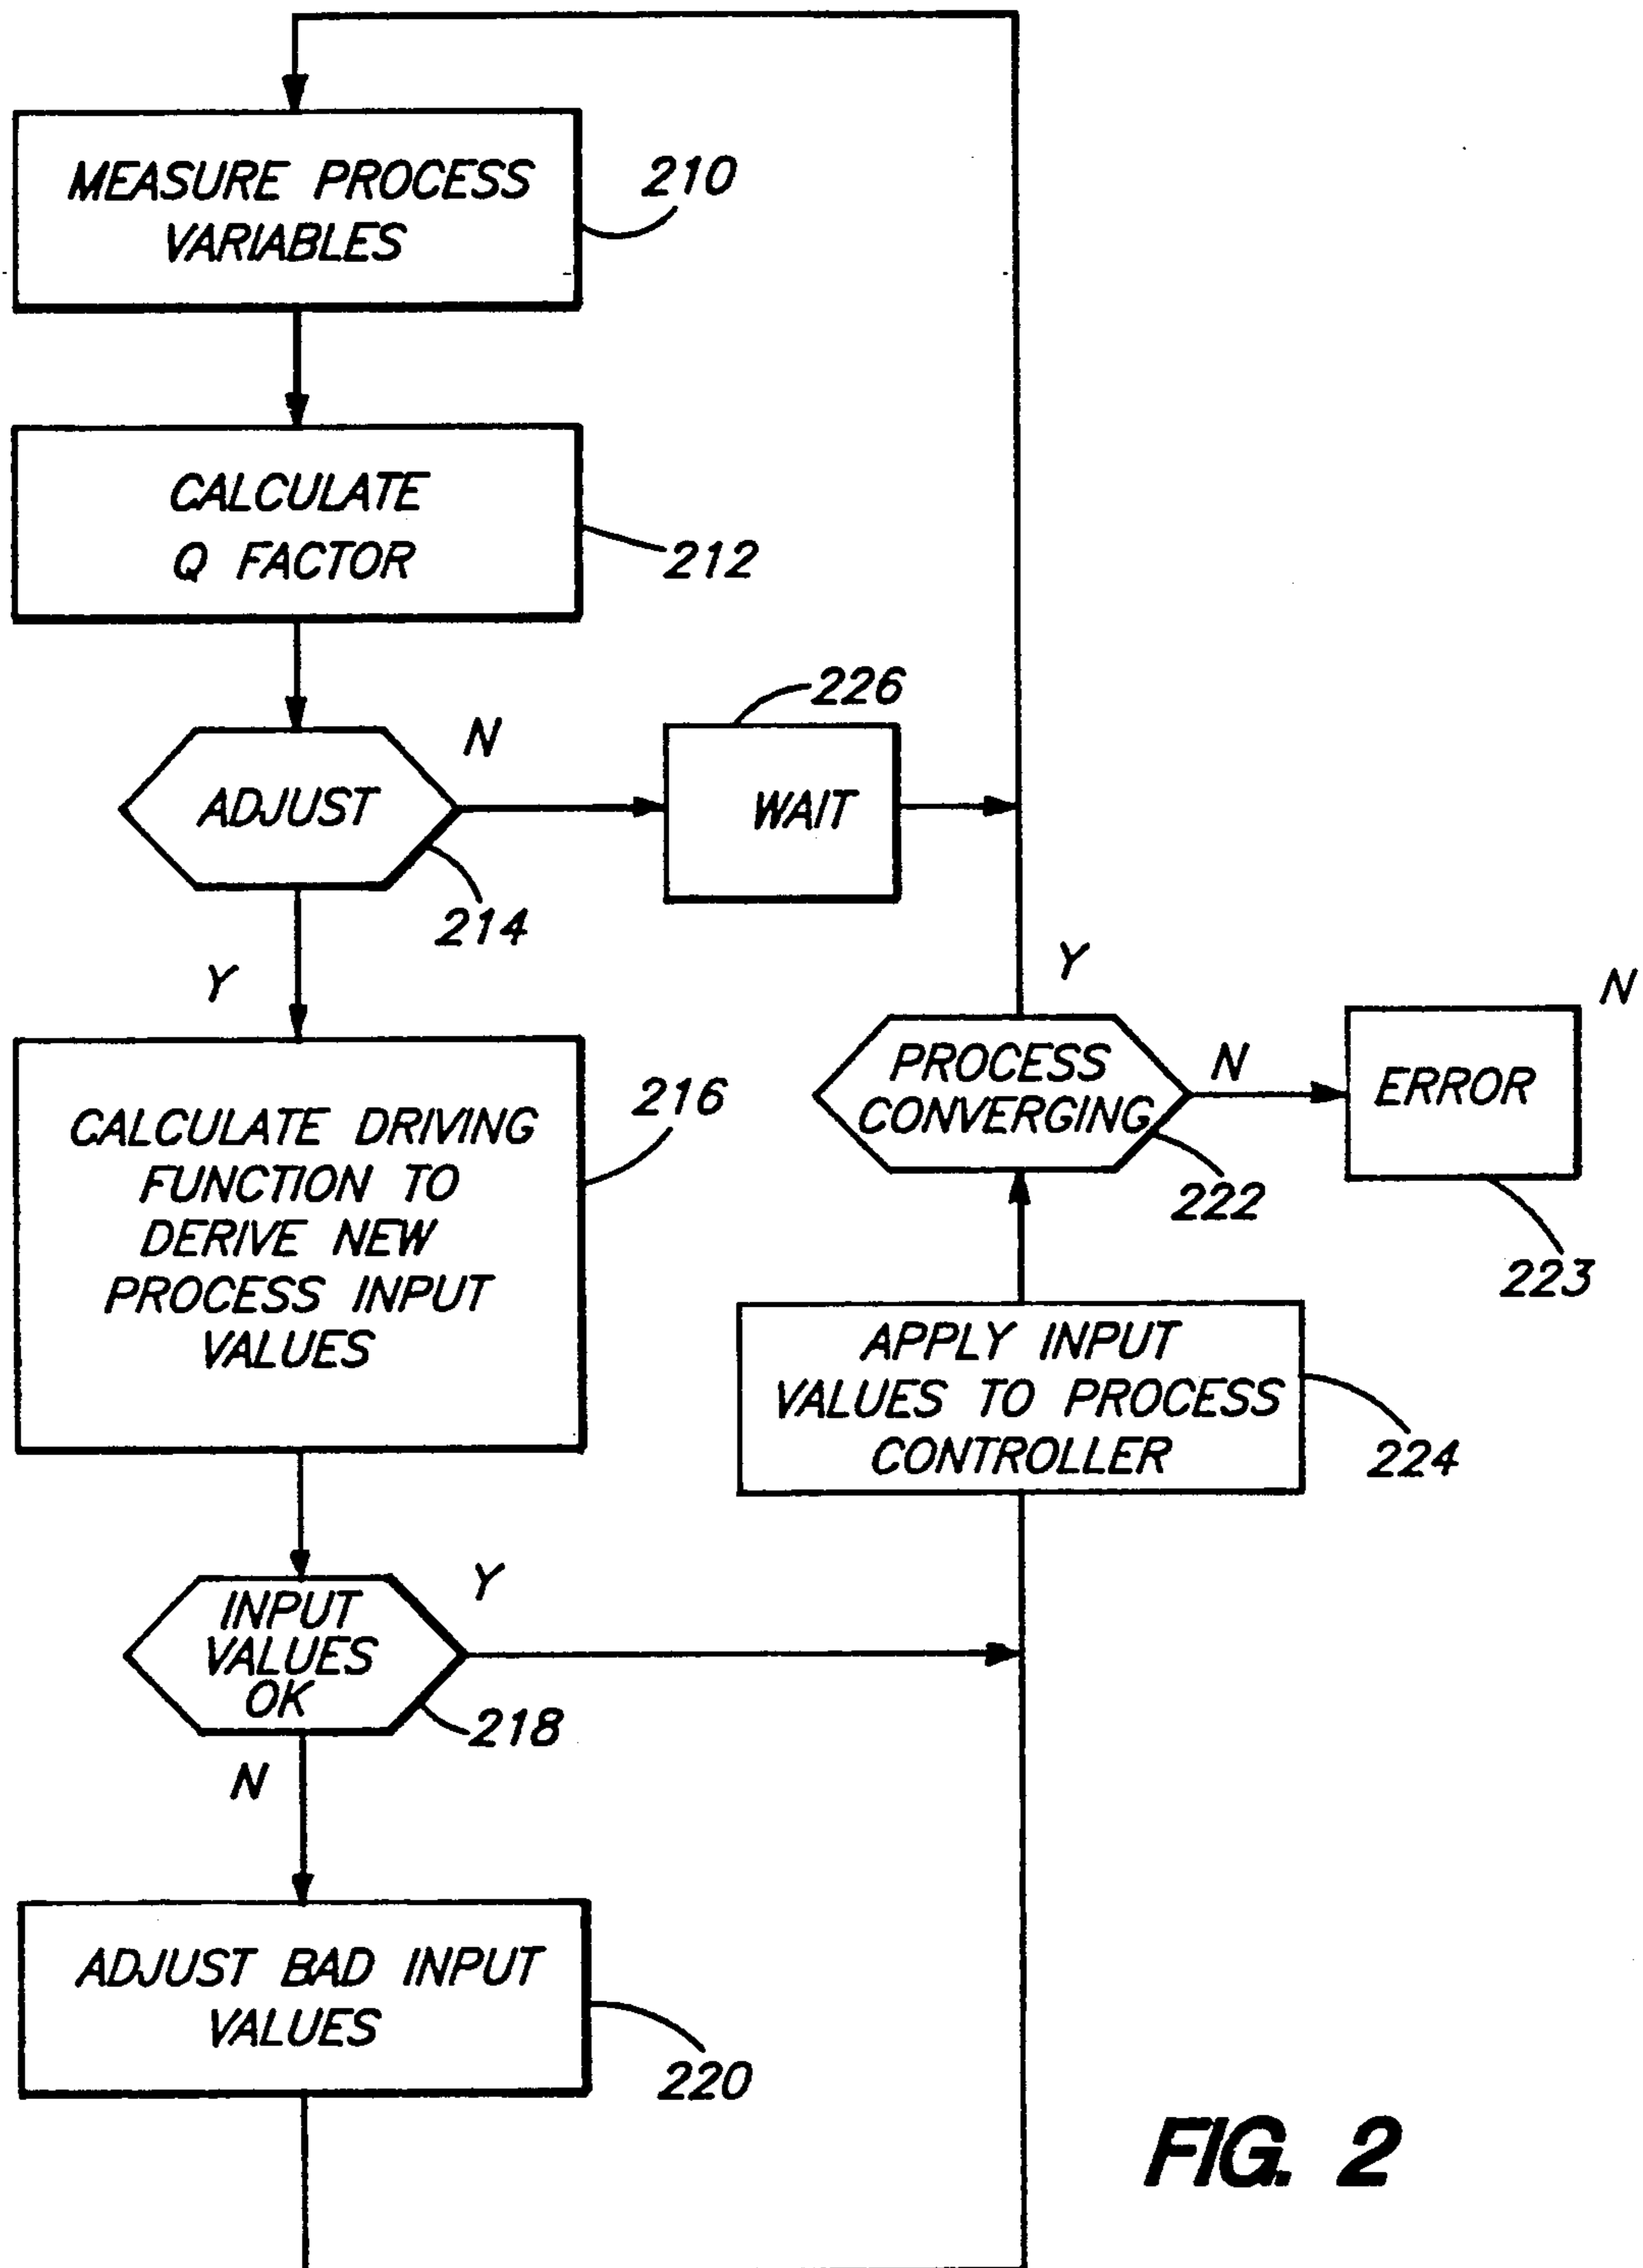 MEASURE PROCESS
VARIABLES
210
CALCULATE
Q FACTOR
212
226
N
ADJUST
WAIT
214
Y
Y
N
PROCESS
CONVERGING
N
ERROR
222
223
CALCULATE DRIVING
FUNCTION TO
DERIVE NEW
PROCESS INPUT
VALUES
216
APPLY INPUT
VALUES TO PROCESS
CONTROLLER
224
INPUT
VALUES
OK
Y
218
N
ADJUST BAD INPUT
VALUES
220
FIG. 2